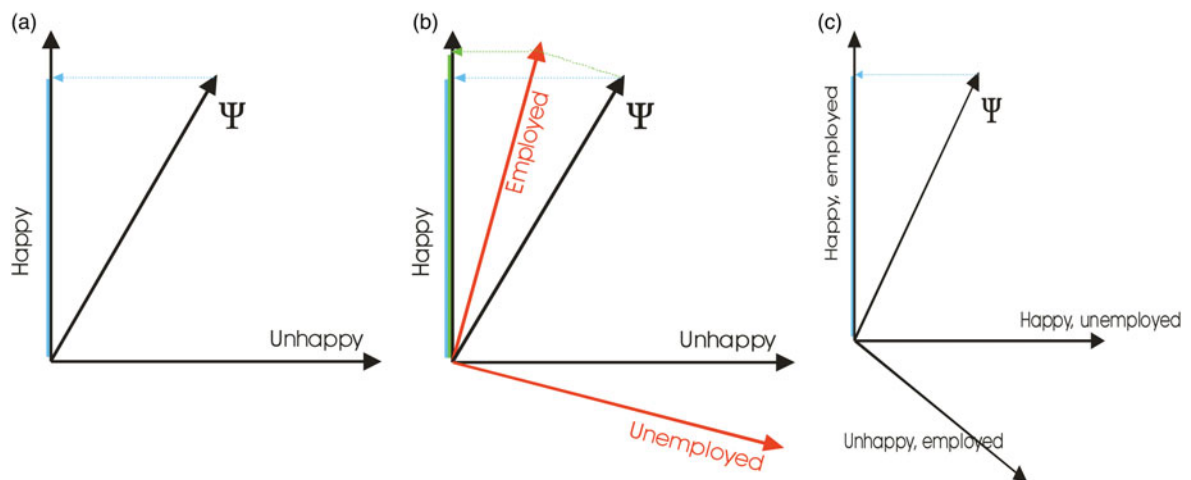 (a)
Happy
Ψ
Unhappy
(b)
Happy
Employed
Ψ
Unhappy
Unemployed
(c)
Happy, employed
Ψ
Happy, unemployed
Unhappy, employed